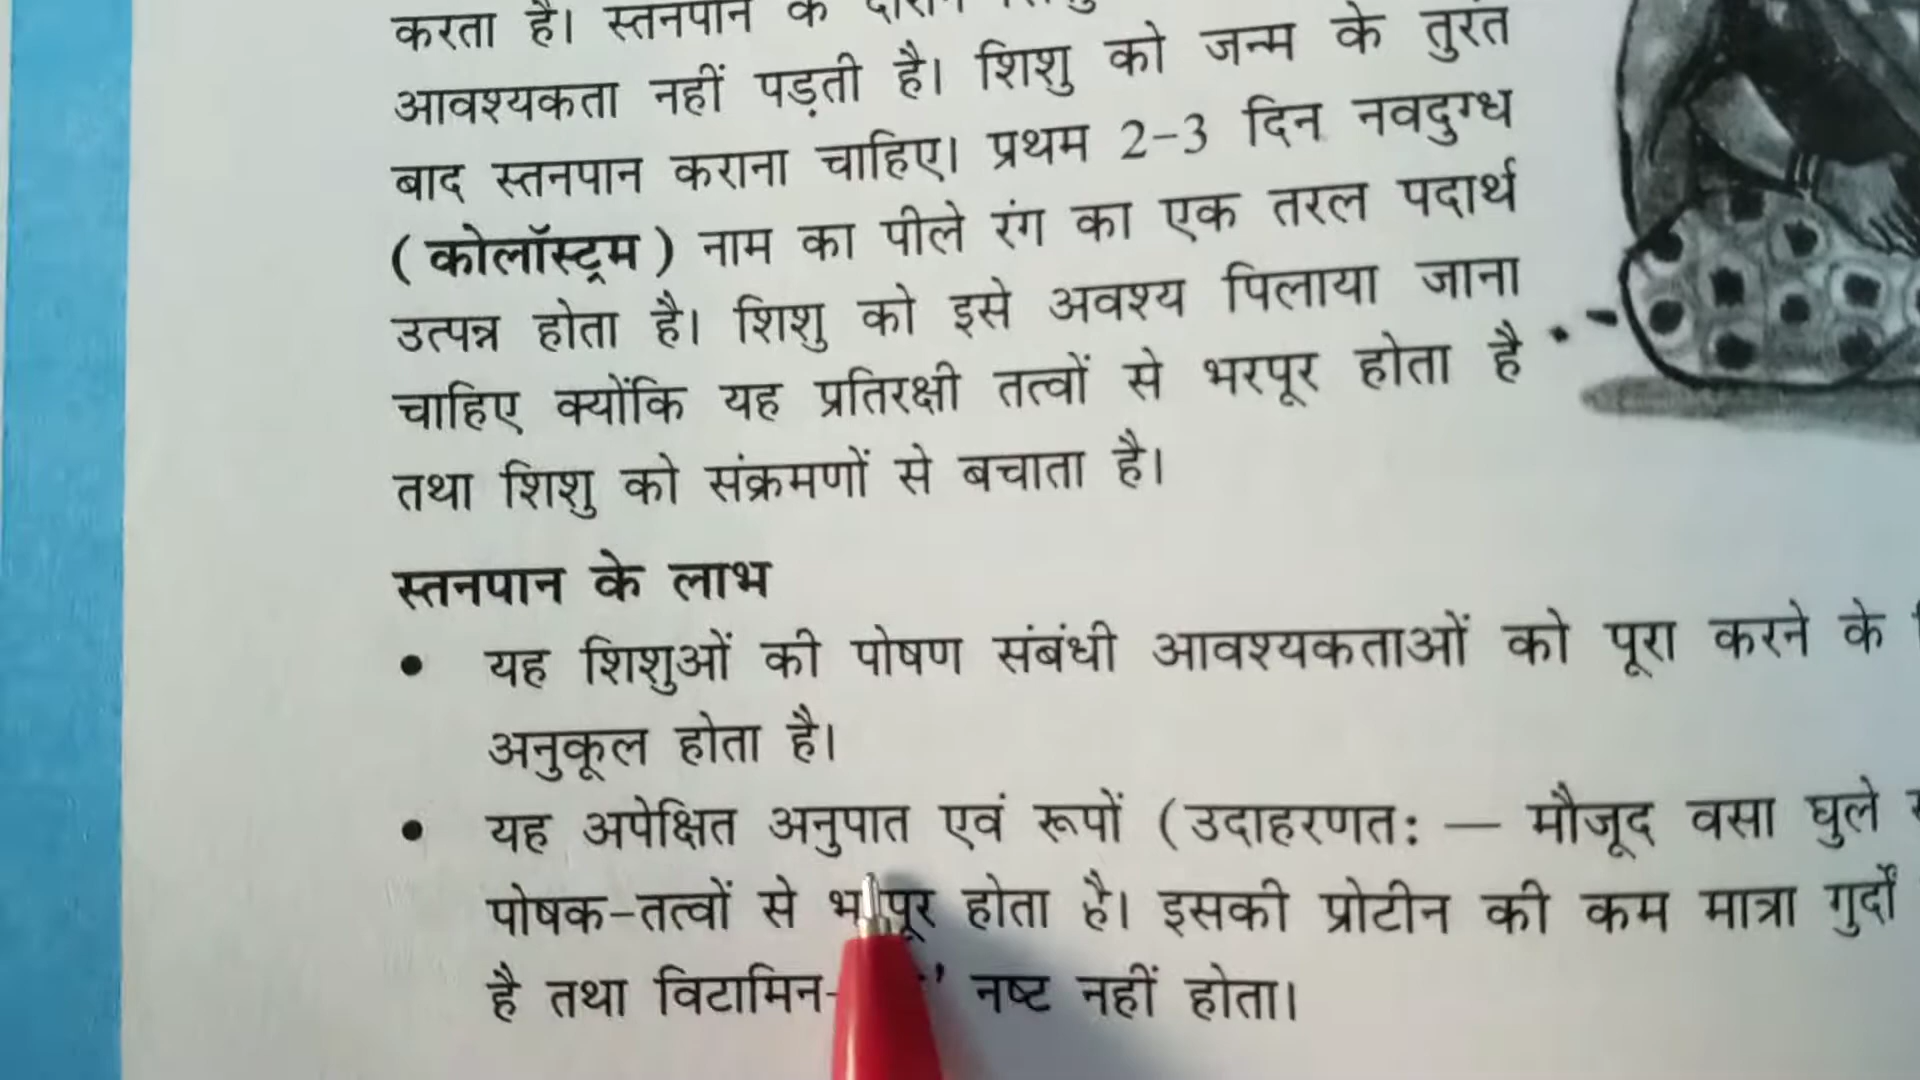 करता है। स्तनपान के दौरान
आवश्यकता नहीं पड़ती है। शिशु को जन्म के तुरंत
बाद स्तनपान कराना चाहिए। प्रथम 2-3 दिन नवदुग्ध
(कोलॉस्ट्रम) नाम का पीले रंग का एक तरल पदार्थ
उत्पन्न होता है। शिशु को इसे अवश्य पिलाया जाना
चाहिए क्योंकि यह प्रतिरक्षी तत्वों से भरपूर होता है
तथा शिशु को संक्रमणों से बचाता है।
स्तनपान के लाभ
• यह शिशुओं की पोषण संबंधी आवश्यकताओं को पूरा करने के
अनुकूल होता है।
• यह अपेक्षित अनुपात एवं रूपों (उदाहरणत: — मौजूद वसा घुले
पोषक-तत्वों से भरपूर होता है। इसकी प्रोटीन की कम मात्रा गुर्दों
है तथा विटामिन- ' नष्ट नहीं होता।